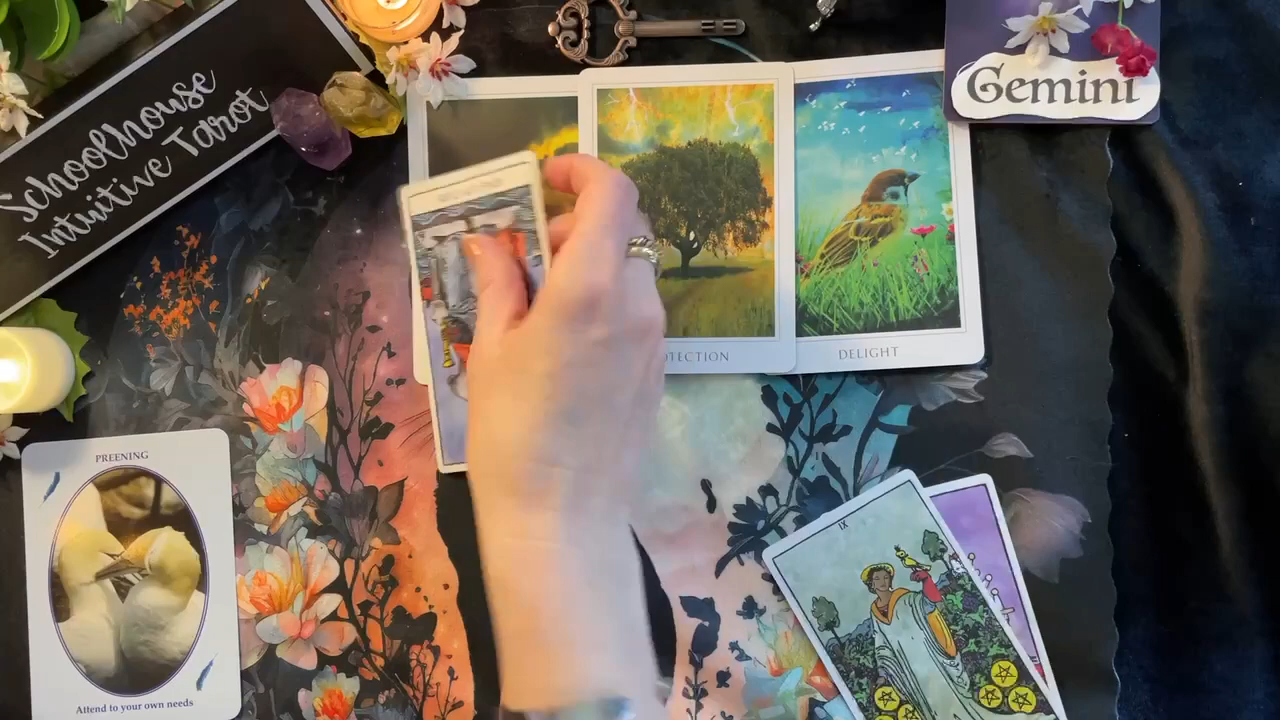 Schoolhouse
Intuitive Tarot
Gemini
OTECTION
DELIGHT
PREENING
Attend to your own needs
IX